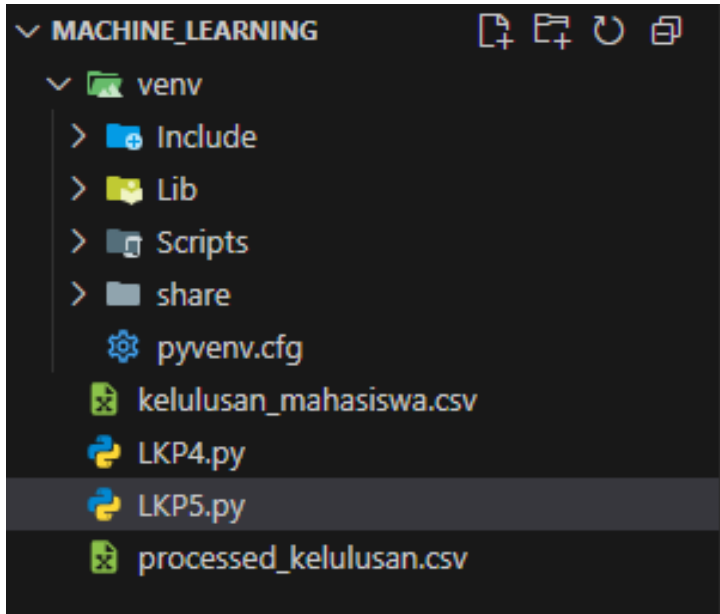 MACHINE_LEARNING
venv
Include
Lib
Scripts
share
pyvenv.cfg
kelulusan_mahasiswa.csv
LKP4.py
LKP5.py
processed_kelulusan.csv